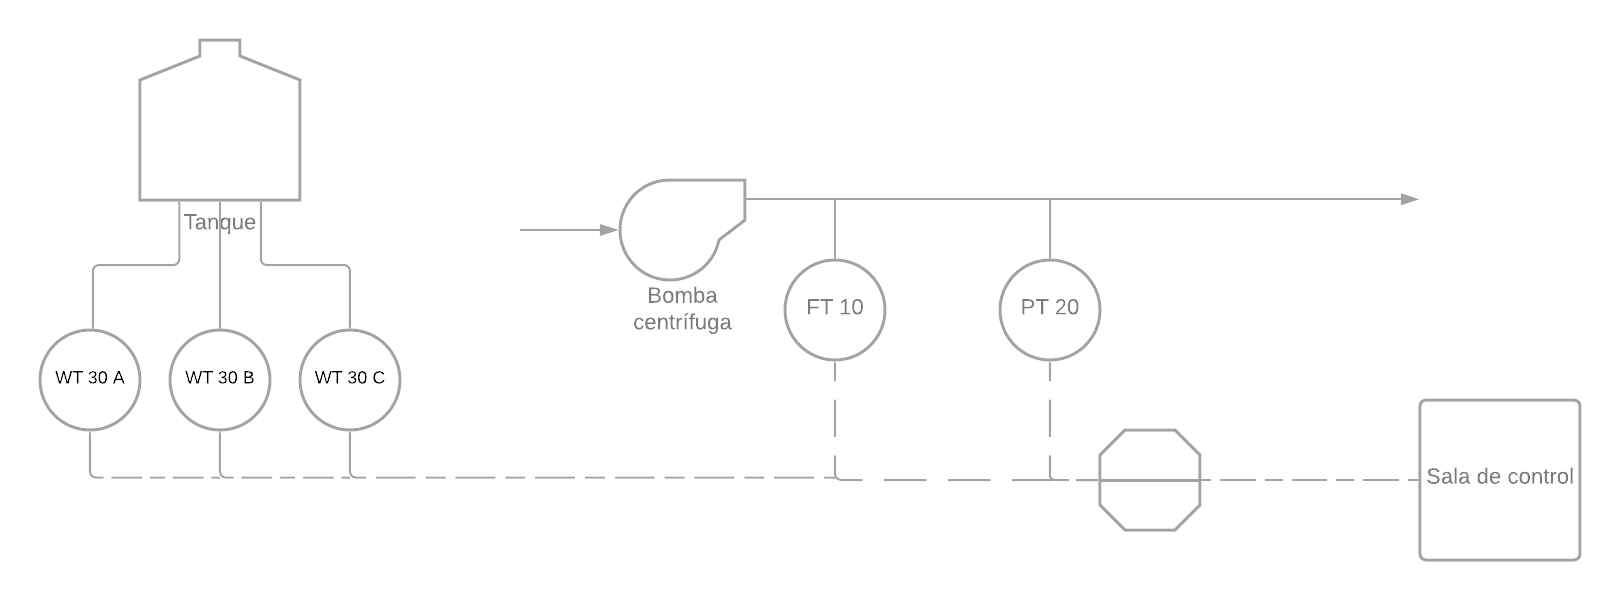 Tanque
Bomba
centrífuga
FT 10
PT 20
WT 30 A
WT 30 B
WT 30 C
Sala de control